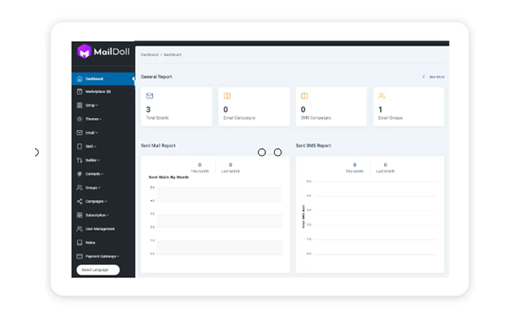 MailDoll
Dashboard > Dashboard
Dashboard
Marketplace (0)
Setup
Themes
Email
SMS
Builder
Contacts
Groups
Campaigns
Subscription
User Management
Notes
Payment Gateways
Select Language
General Report
See More
3
Total Emails
0
Email Campaigns
0
SMS Campaigns
1
Email Groups
Sent Mail Report
0
This Month
0
Last Month
Sent Mails By Month
Sent SMS Report
0
This Month
0
Last Month